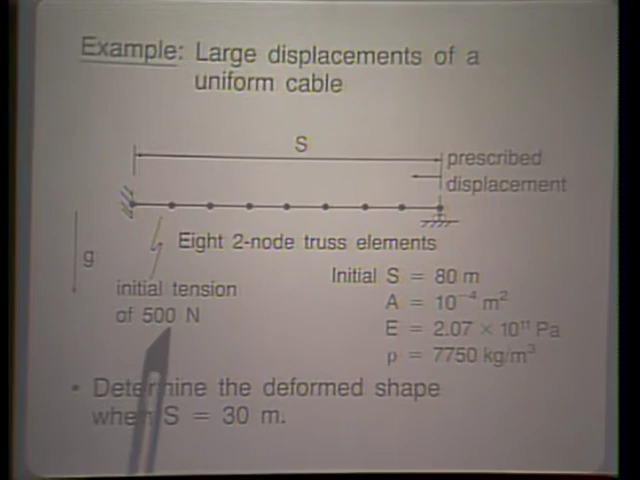 Example: Large displacements of a
uniform cable
S
prescribed
displacement
g
Eight 2-node truss elements
initial tension
of 500 N
Initial S = 80 m
A = 10⁻⁴ m²
E = 2.07 × 10¹¹ Pa
ρ = 7750 kg/m³
• Determine the deformed shape
when S = 30 m.